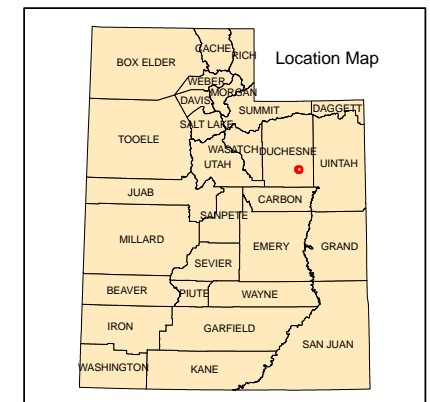 Location Map
BOX ELDER
CACHE
RICH
WEBER
MORGAN
DAVIS
SUMMIT
DAGGETT
SALT LAKE
TOOELE
WASATCH
DUCHESNE
UINTAH
UTAH
JUAB
CARBON
SANPETE
MILLARD
EMERY
GRAND
SEVIER
BEAVER
PIUTE
WAYNE
IRON
GARFIELD
SAN JUAN
WASHINGTON
KANE